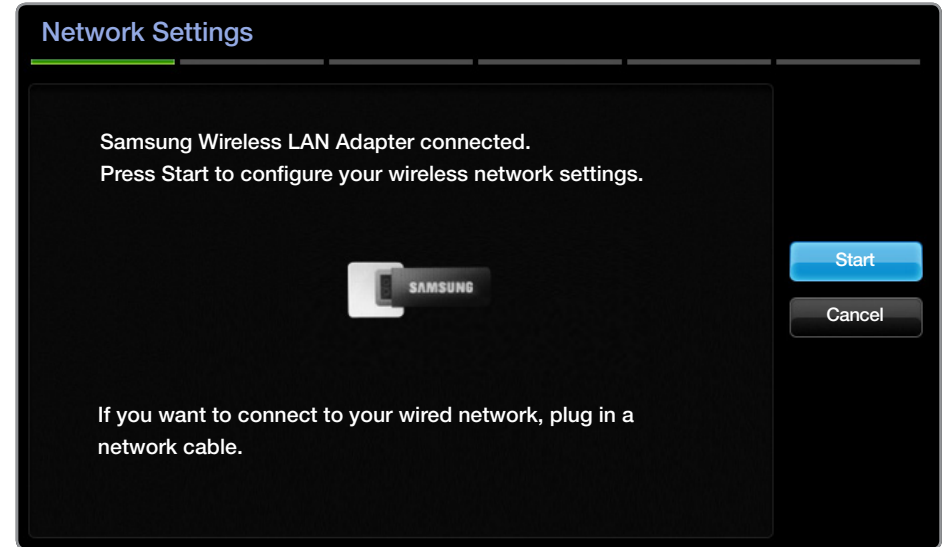 Network Settings
Samsung Wireless LAN Adapter connected.
Press Start to configure your wireless network settings.
SAMSUNG
Start
Cancel
If you want to connect to your wired network, plug in a
network cable.